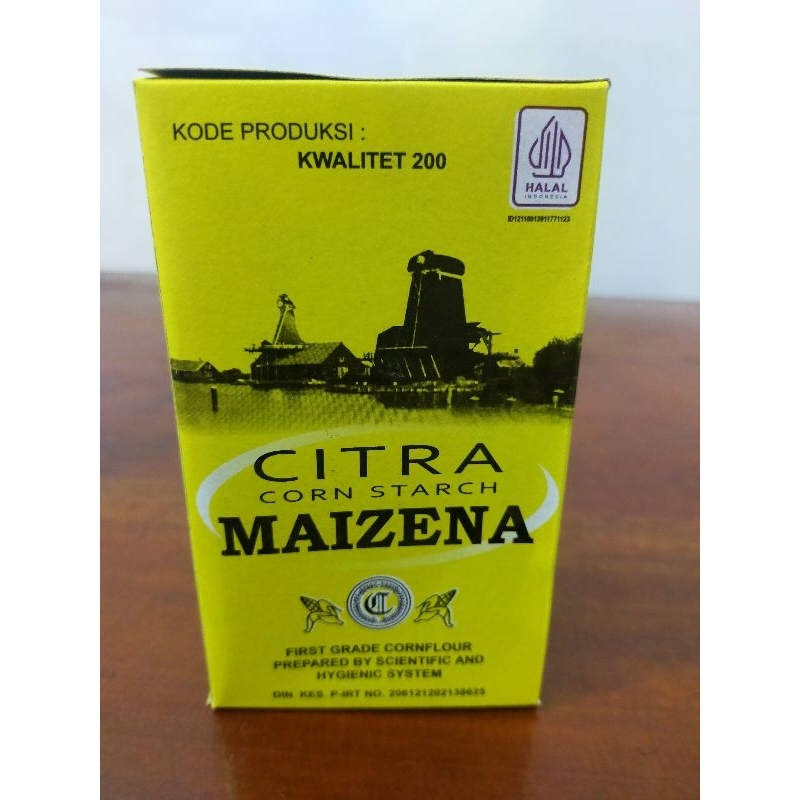 KODE PRODUKSI :
KWALITET 200
HALAL
INDONESIA
CITRA
CORN STARCH
MAIZENA
FIRST GRADE CORNFLOUR
PREPARED BY SCIENTIFIC AND
HYGIENIC SYSTEM
DIN. KES. P-IRT NO.